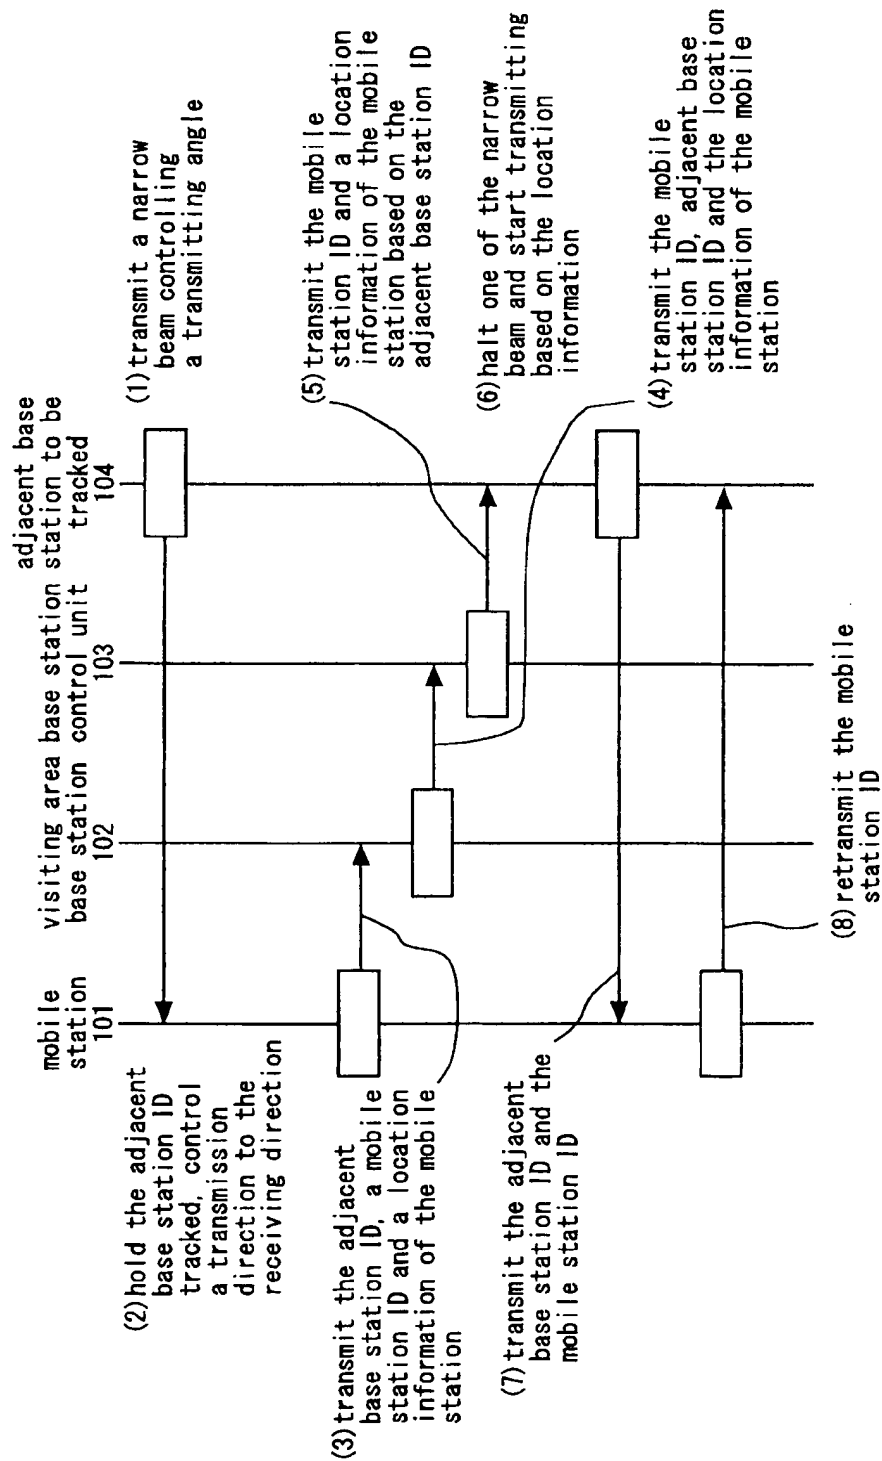 mobile
station
101
visiting area
base station
102
base station
control unit
103
adjacent base
station to be
tracked
104
(1)transmit a narrow
beam controlling
a transmitting angle
(2)hold the adjacent
base station ID
tracked, control
a transmission
direction to the
receiving direction
(3)transmit the adjacent
base station ID, a mobile
station ID and a location
information of the mobile
station
(4)transmit the mobile
station ID, adjacent base
station ID and the location
information of the mobile
station
(5)transmit the mobile
station ID and a location
information of the mobile
station based on the
adjacent base station ID
(6)halt one of the narrow
beam and start transmitting
based on the location
information
(7)transmit the adjacent
base station ID and the
mobile station ID
(8)retransmit the mobile
station ID